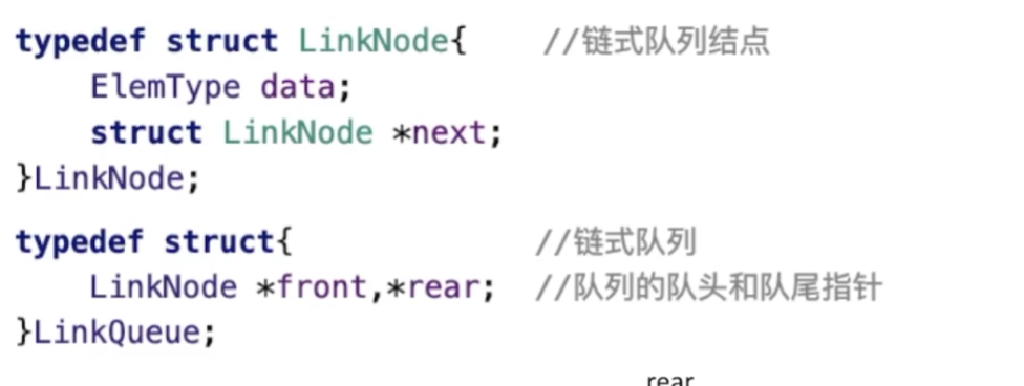 typedef struct LinkNode{ //链式队列结点
ElemType data;
struct LinkNode *next;
}LinkNode;
typedef struct{ //链式队列
LinkNode *front,*rear; //队列的队头和队尾指针
}LinkQueue;
rear